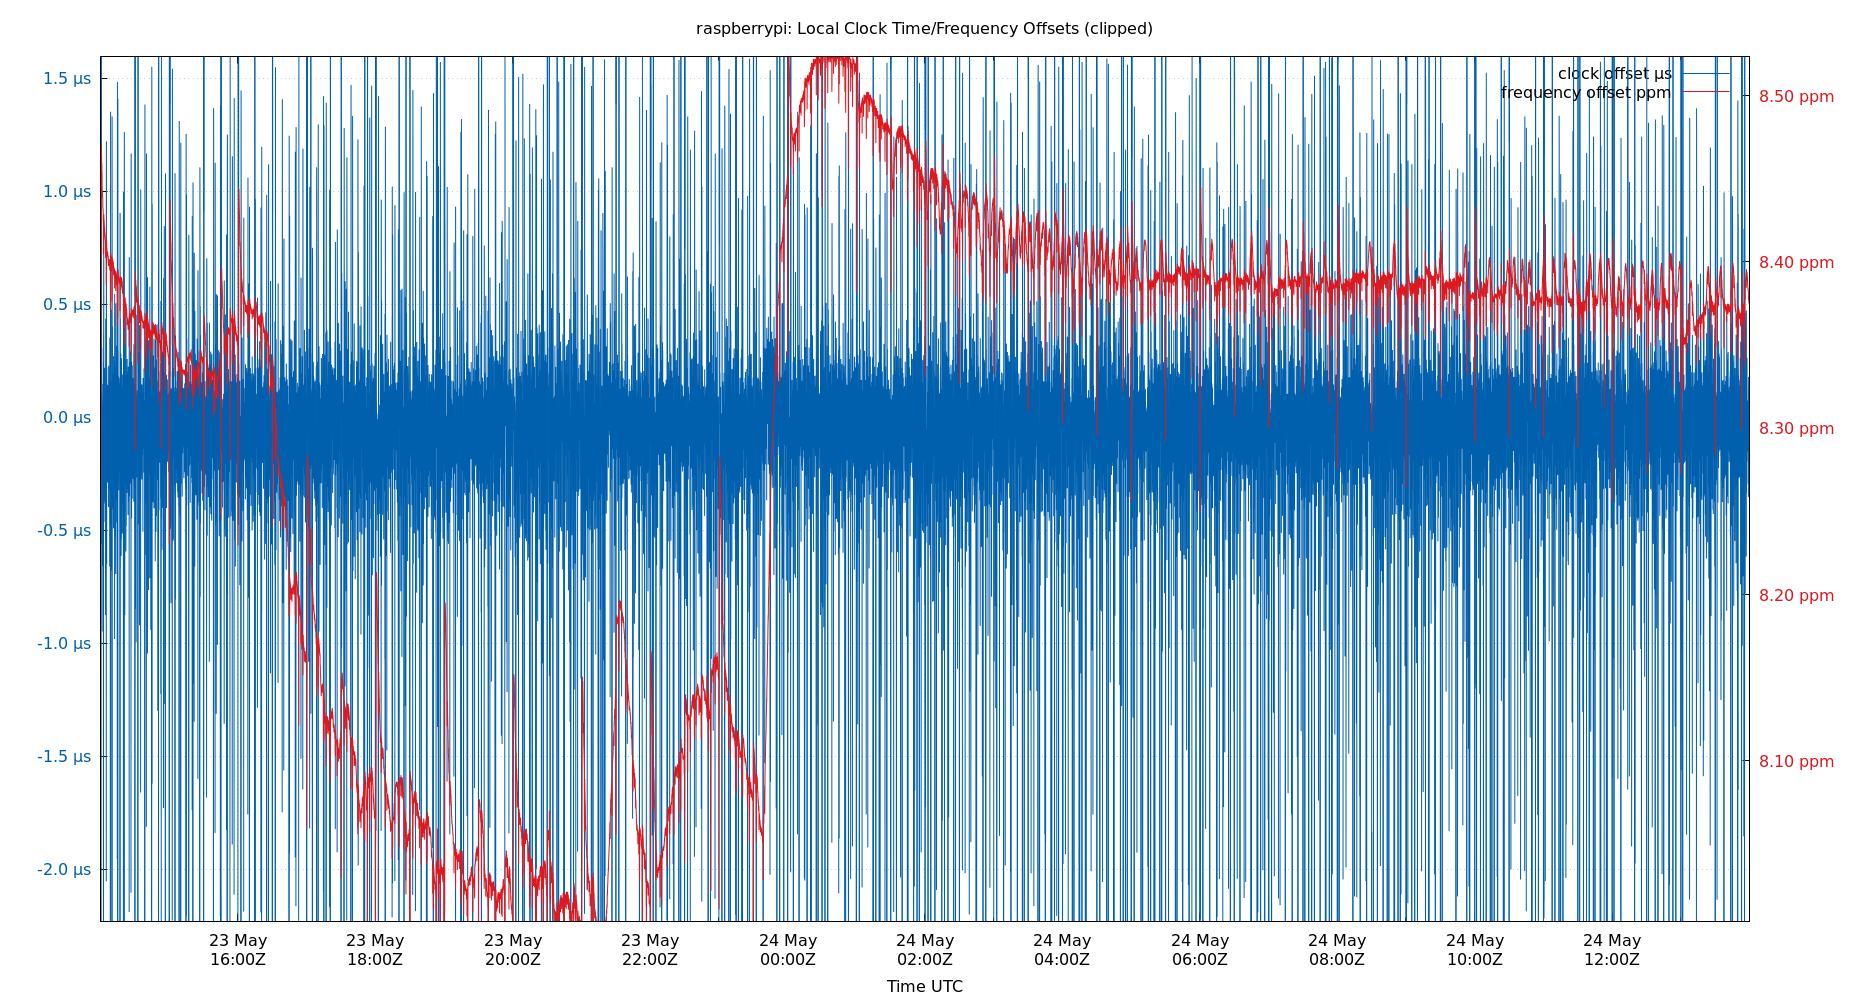 raspberrypi: Local Clock Time/Frequency Offsets (clipped)
1.5 µs
1.0 µs
0.5 µs
0.0 µs
-0.5 µs
-1.0 µs
-1.5 µs
-2.0 µs
clock offset µs
frequency offset ppm
8.50 ppm
8.40 ppm
8.30 ppm
8.20 ppm
8.10 ppm
23 May
16:00Z
23 May
18:00Z
23 May
20:00Z
23 May
22:00Z
24 May
00:00Z
24 May
02:00Z
24 May
04:00Z
24 May
06:00Z
24 May
08:00Z
24 May
10:00Z
24 May
12:00Z
Time UTC